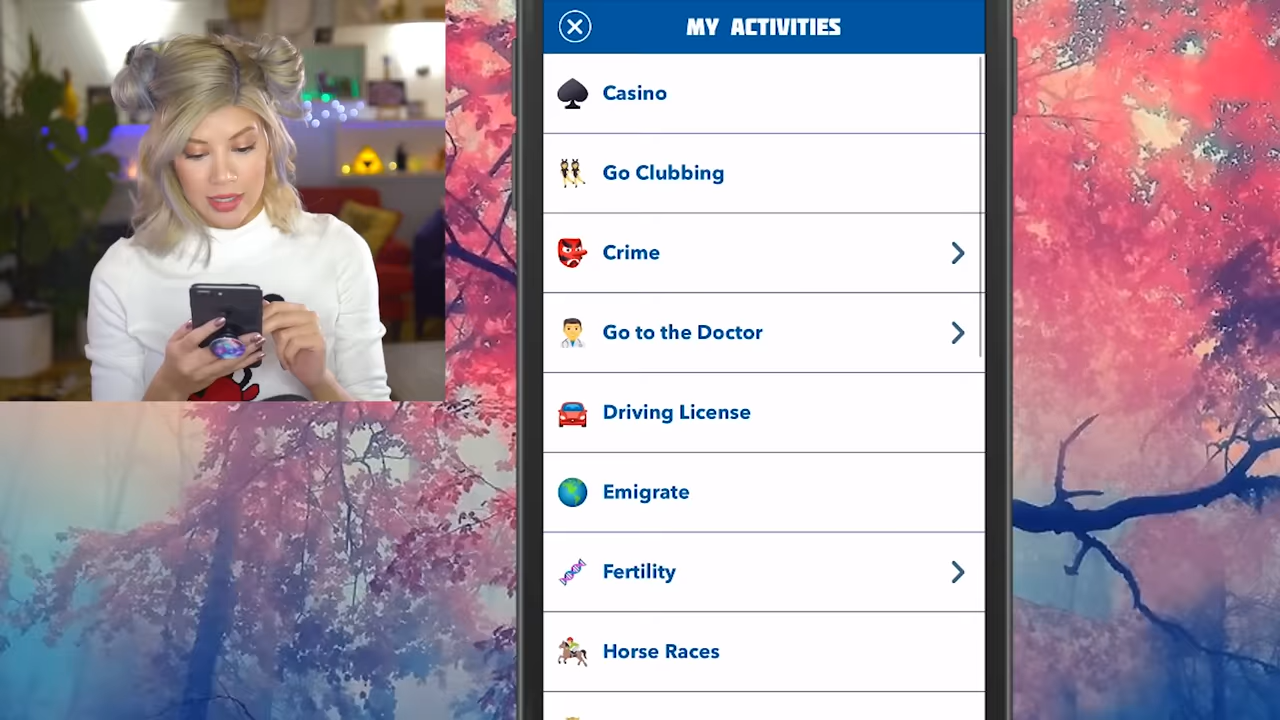 MY ACTIVITIES
Casino
Go Clubbing
Crime
Go to the Doctor
Driving License
Emigrate
Fertility
Horse Races